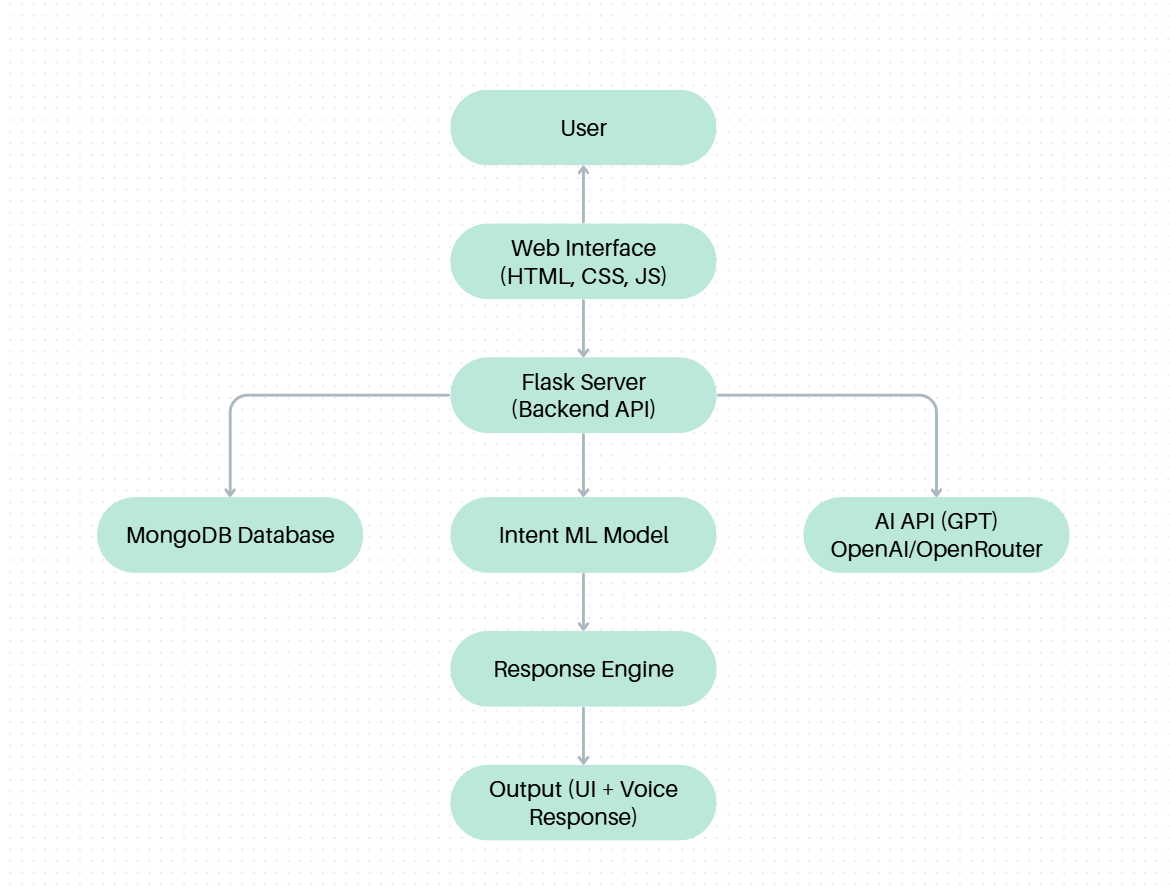 User
Web Interface
(HTML, CSS, JS)
Flask Server
(Backend API)
MongoDB Database
Intent ML Model
AI API (GPT)
OpenAI/OpenRouter
Response Engine
Output (UI + Voice
Response)